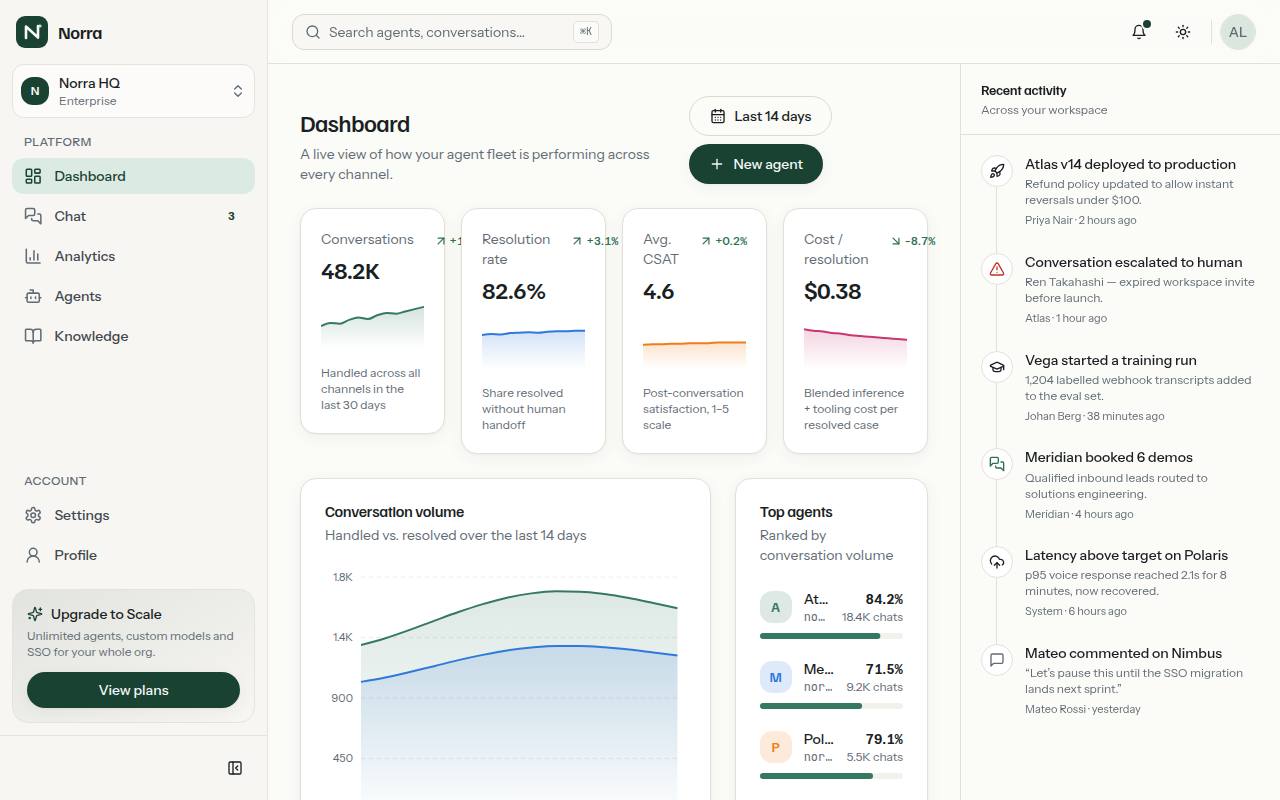 Norra
N
Norra HQ
Enterprise
PLATFORM
Dashboard
Chat
3
Analytics
Agents
Knowledge
ACCOUNT
Settings
Profile
Upgrade to Scale
Unlimited agents, custom models and
SSO for your whole org.
View plans
Search agents, conversations...
⌘K
AL
Dashboard
A live view of how your agent fleet is performing across
every channel.
Last 14 days
New agent
Conversations
+1
48.2K
Handled across all
channels in the
last 30 days
Resolution
rate
+3.1%
82.6%
Share resolved
without human
handoff
Avg.
CSAT
+0.2%
4.6
Post-conversation
satisfaction, 1–5
scale
Cost /
resolution
-8.7%
$0.38
Blended inference
+ tooling cost per
resolved case
Conversation volume
Handled vs. resolved over the last 14 days
1.8K
1.4K
900
450
Top agents
Ranked by
conversation volume
A
At...
84.2%
no...
18.4K chats
M
Me...
71.5%
nor...
9.2K chats
P
Pol...
79.1%
nor...
5.5K chats
Recent activity
Across your workspace
Atlas v14 deployed to production
Refund policy updated to allow instant
reversals under $100.
Priya Nair · 2 hours ago
Conversation escalated to human
Ren Takahashi — expired workspace invite
before launch.
Atlas · 1 hour ago
Vega started a training run
1,204 labelled webhook transcripts added
to the eval set.
Johan Berg · 38 minutes ago
Meridian booked 6 demos
Qualified inbound leads routed to
solutions engineering.
Meridian · 4 hours ago
Latency above target on Polaris
p95 voice response reached 2.1s for 8
minutes, now recovered.
System · 6 hours ago
Mateo commented on Nimbus
“Let’s pause this until the SSO migration
lands next sprint.”
Mateo Rossi · yesterday